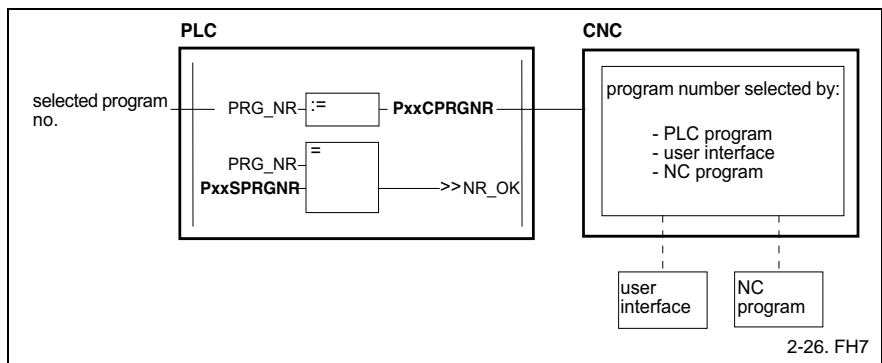 PLC
CNC
selected program
no.
PRG_NR
:=
PxxCPRGNR
PRG_NR
=
PxxSPRGNR
>>NR_OK
program number selected by:
- PLC program
- user interface
- NC program
user
interface
NC
program
2-26. FH7